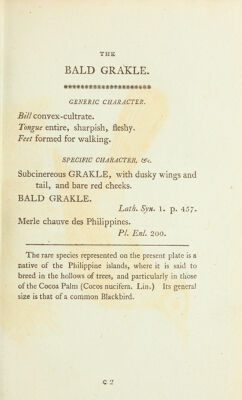 THE
BALD GRAKLE.
GENERIC CHARACTER.
Bill convex-cultrate.
Tongue entire, sharpish, fleshy.
Feet formed for walking.
SPECIFIC CHARACTER, &c.
Subcinereous GRAKLE, with dusky wings and
tail, and bare red cheeks.
BALD GRAKLE.
Lath. Syn. 1. p. 457.
Merle chauve des Philippines.
Pl. Enl. 200.
The rare species represented on the present plate is a
native of the Philippine islands, where it is said to
breed in the hollows of trees, and particularly in those
of the Cocoa Palm (Cocos nucifera. Lin.) Its general
size is that of a common Blackbird.
G 2